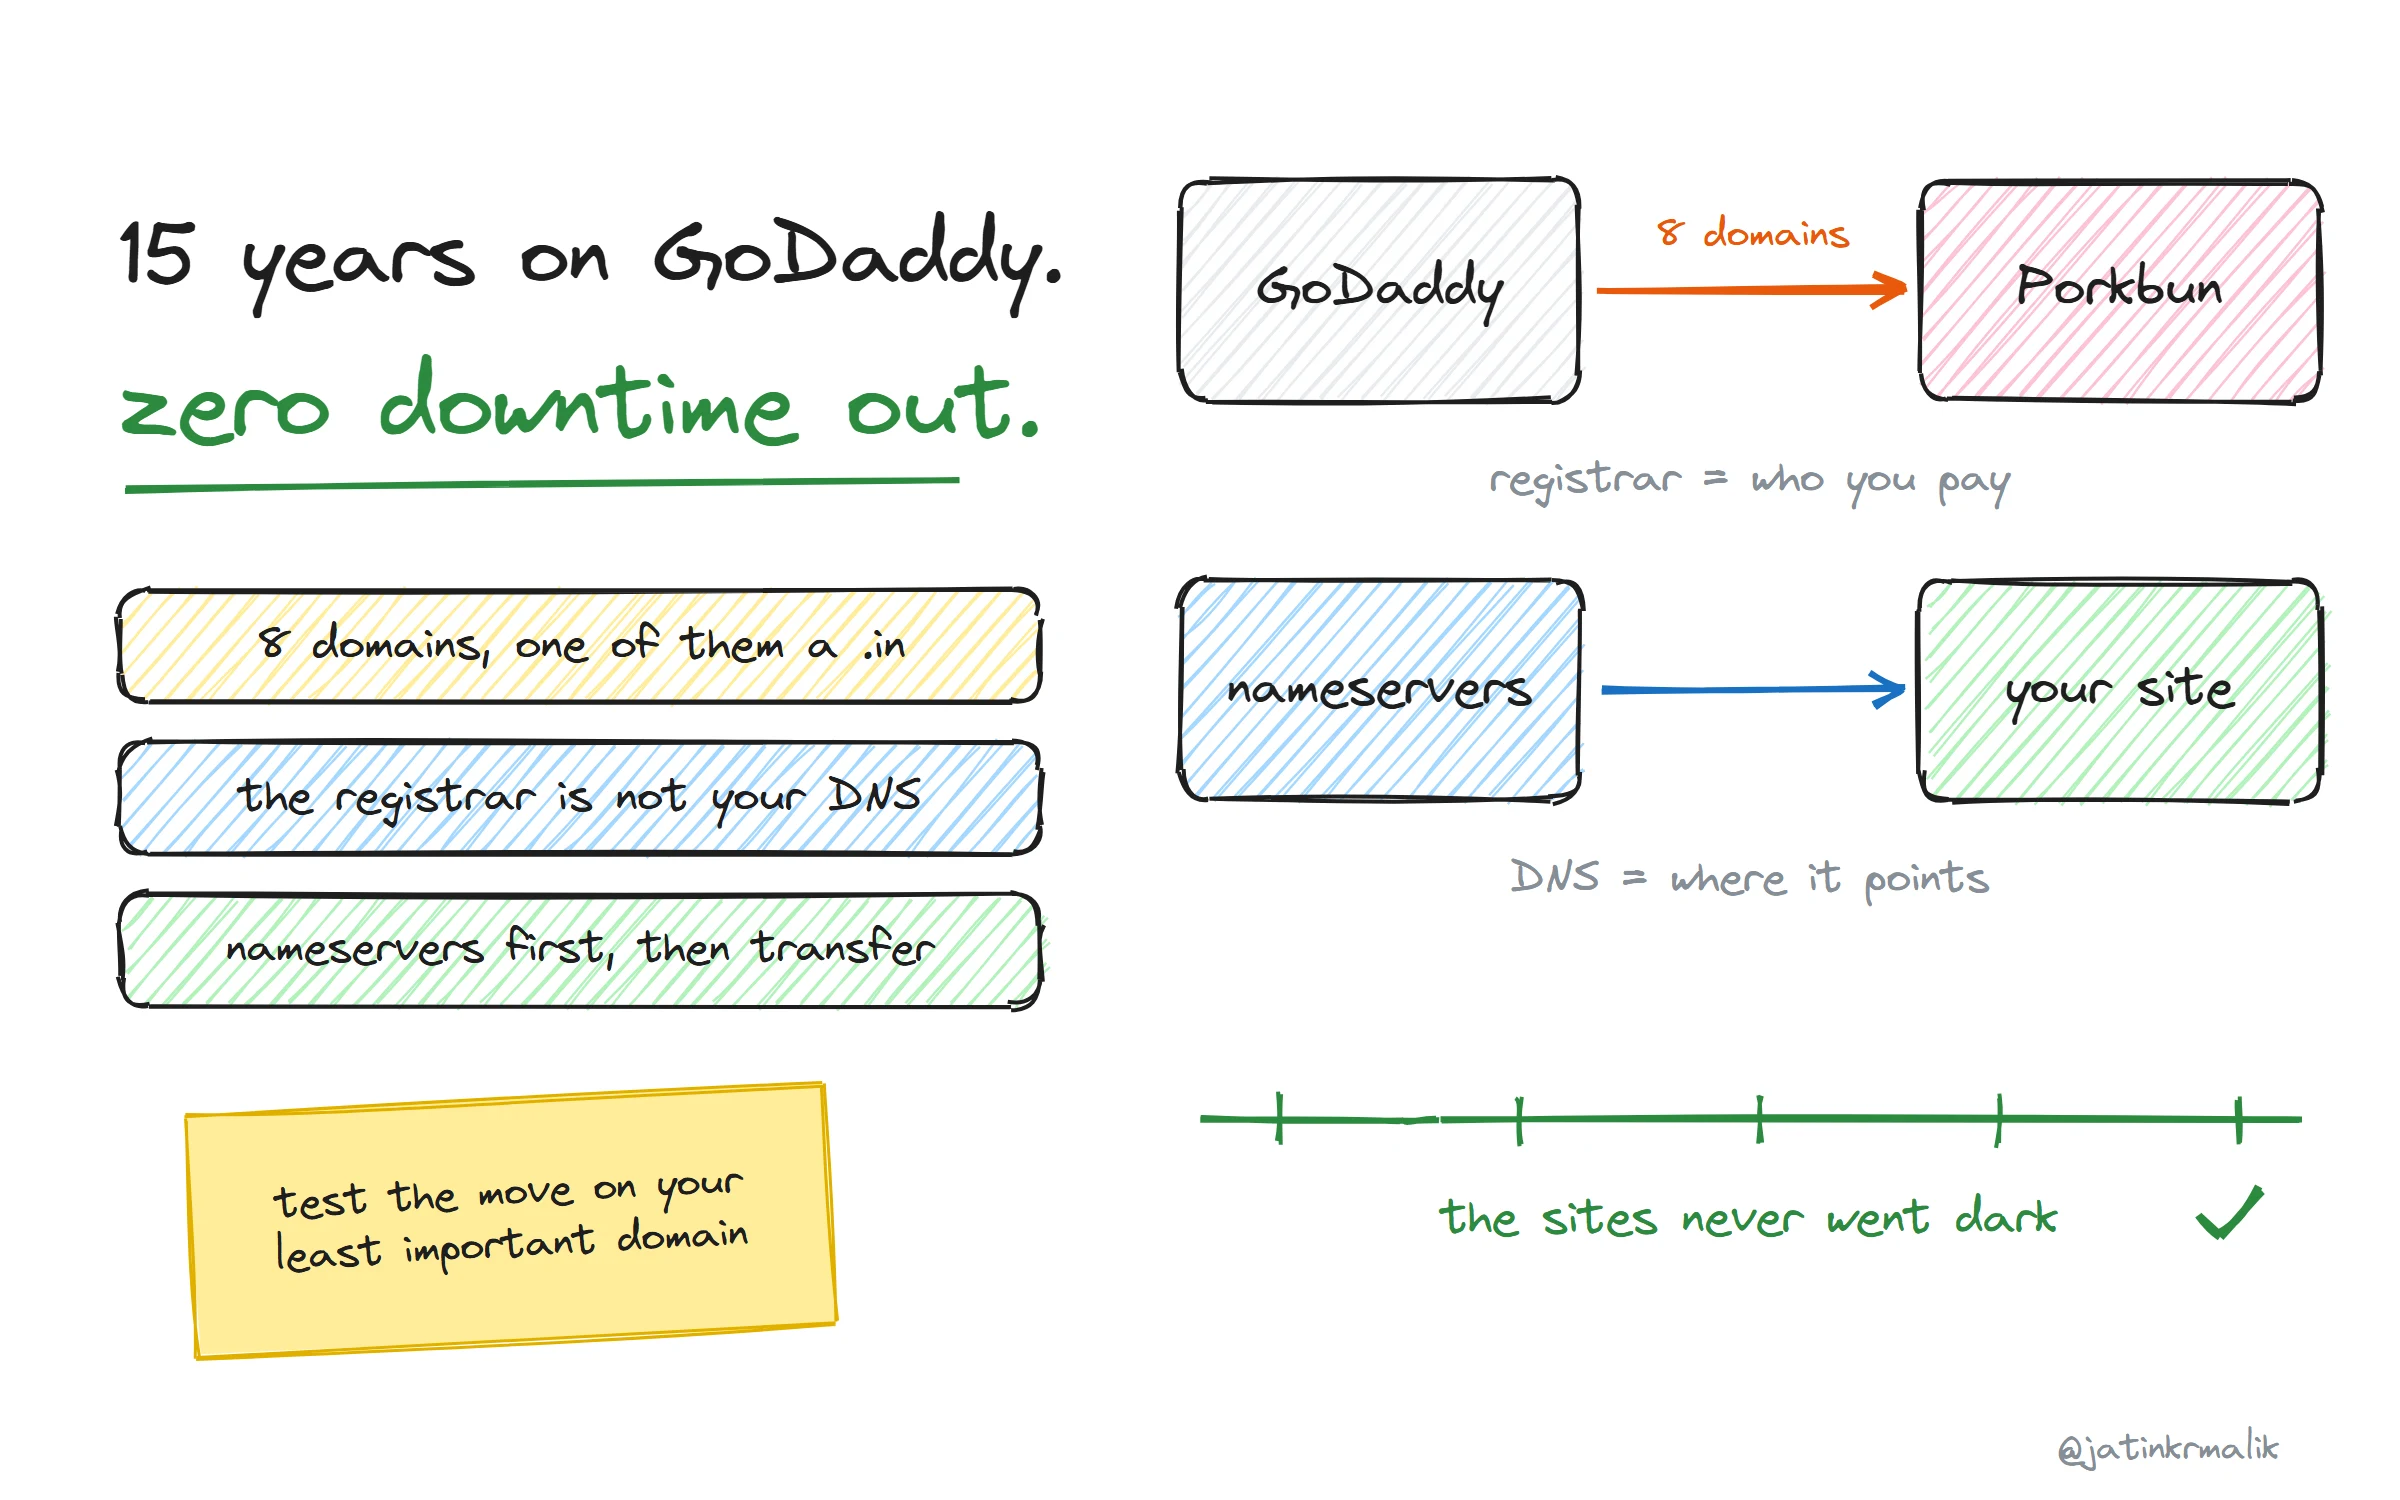 15 years on GoDaddy.
zero downtime out.
8 domains, one of them a .in
the registrar is not your DNS
nameservers first, then transfer
test the move on your
least important domain
GoDaddy
8 domains
Porkbun
registrar = who you pay
nameservers
your site
DNS = where it points
the sites never went dark
@jatinkrmalik